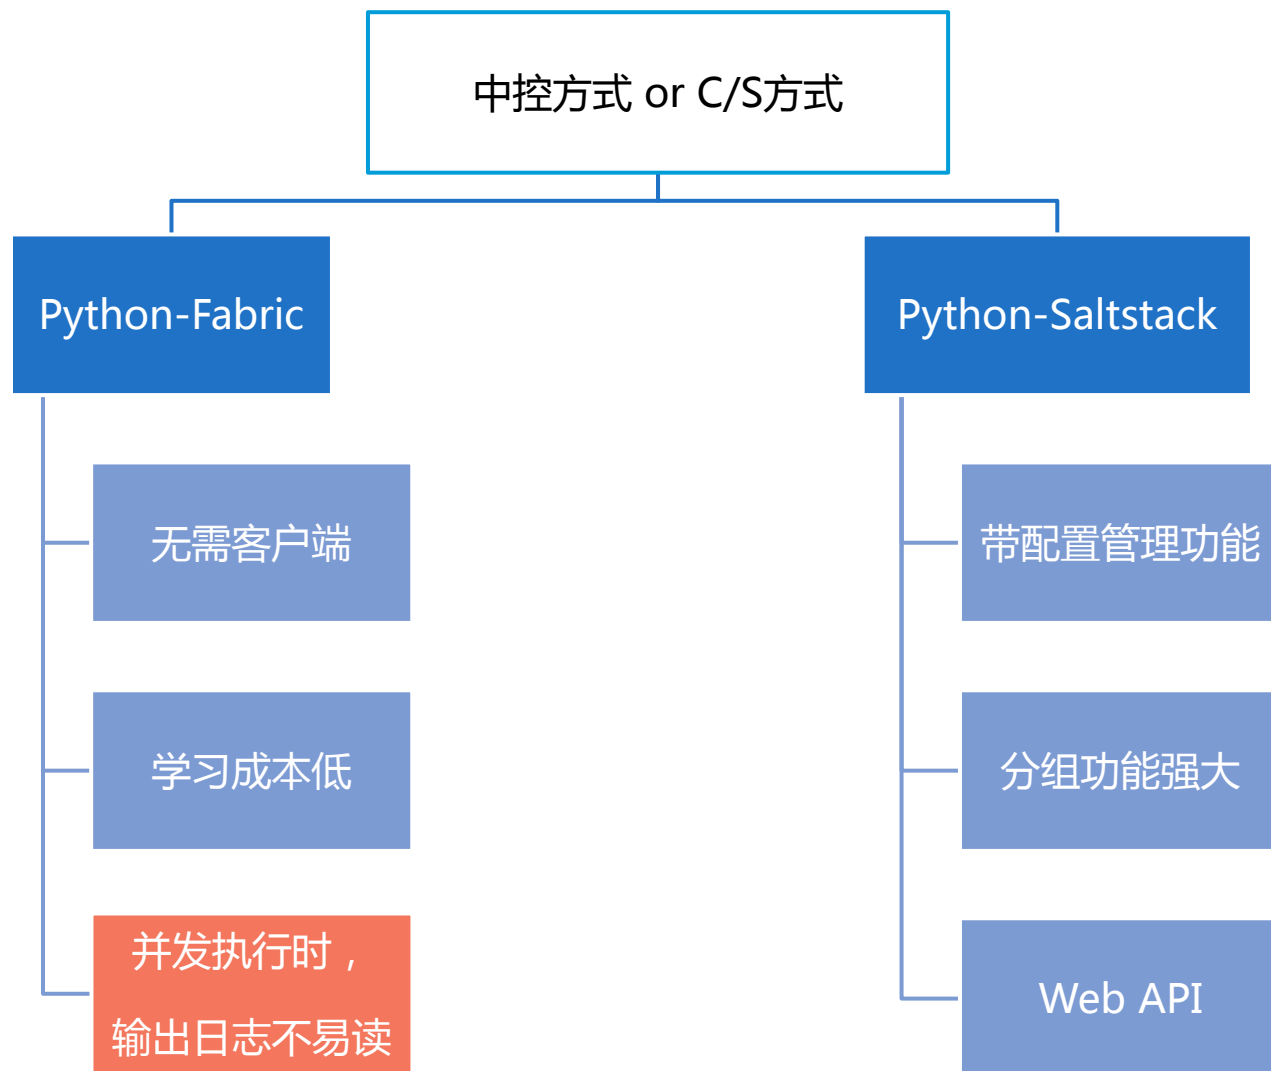 中控方式 or C/S方式
Python-Fabric
无需客户端
学习成本低
并发执行时，
输出日志不易读
Python-Saltstack
带配置管理功能
分组功能强大
Web API